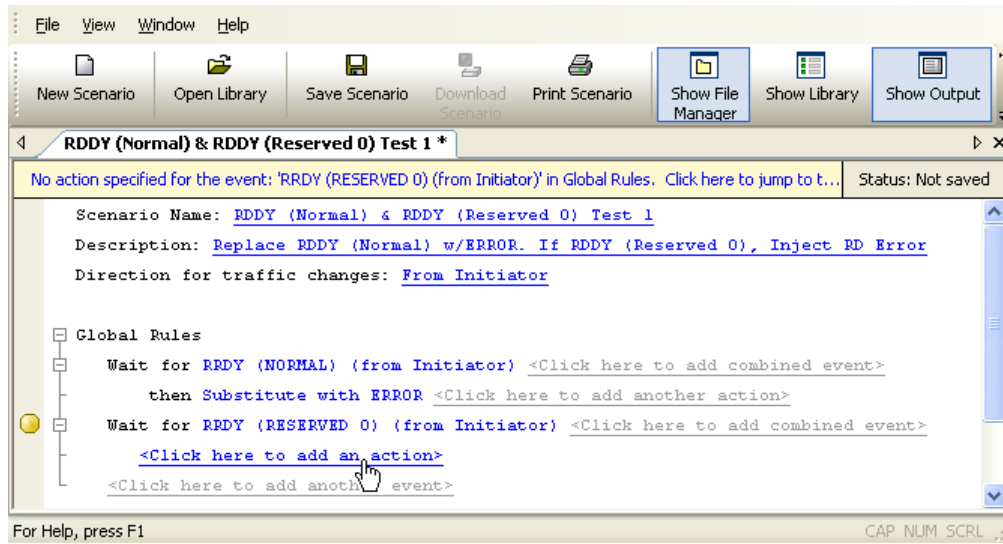 File View Window Help
New Scenario Open Library Save Scenario Download Scenario Print Scenario Show File Manager Show Library Show Output
RDDY (Normal) & RDDY (Reserved 0) Test 1 *
No action specified for the event: 'RRDY (RESERVED 0) (from Initiator)' in Global Rules. Click here to jump to t... Status: Not saved
Scenario Name: RDDY (Normal) & RDDY (Reserved 0) Test 1
Description: Replace RDDY (Normal) w/ERROR. If RDDY (Reserved 0), Inject RD Error
Direction for traffic changes: From Initiator
Global Rules
Wait for RRDY (NORMAL) (from Initiator) <Click here to add combined event>
then Substitute with ERROR <Click here to add another action>
Wait for RRDY (RESERVED 0) (from Initiator) <Click here to add combined event>
<Click here to add an action>
<Click here to add another event>
For Help, press F1 CAP NUM SCRL